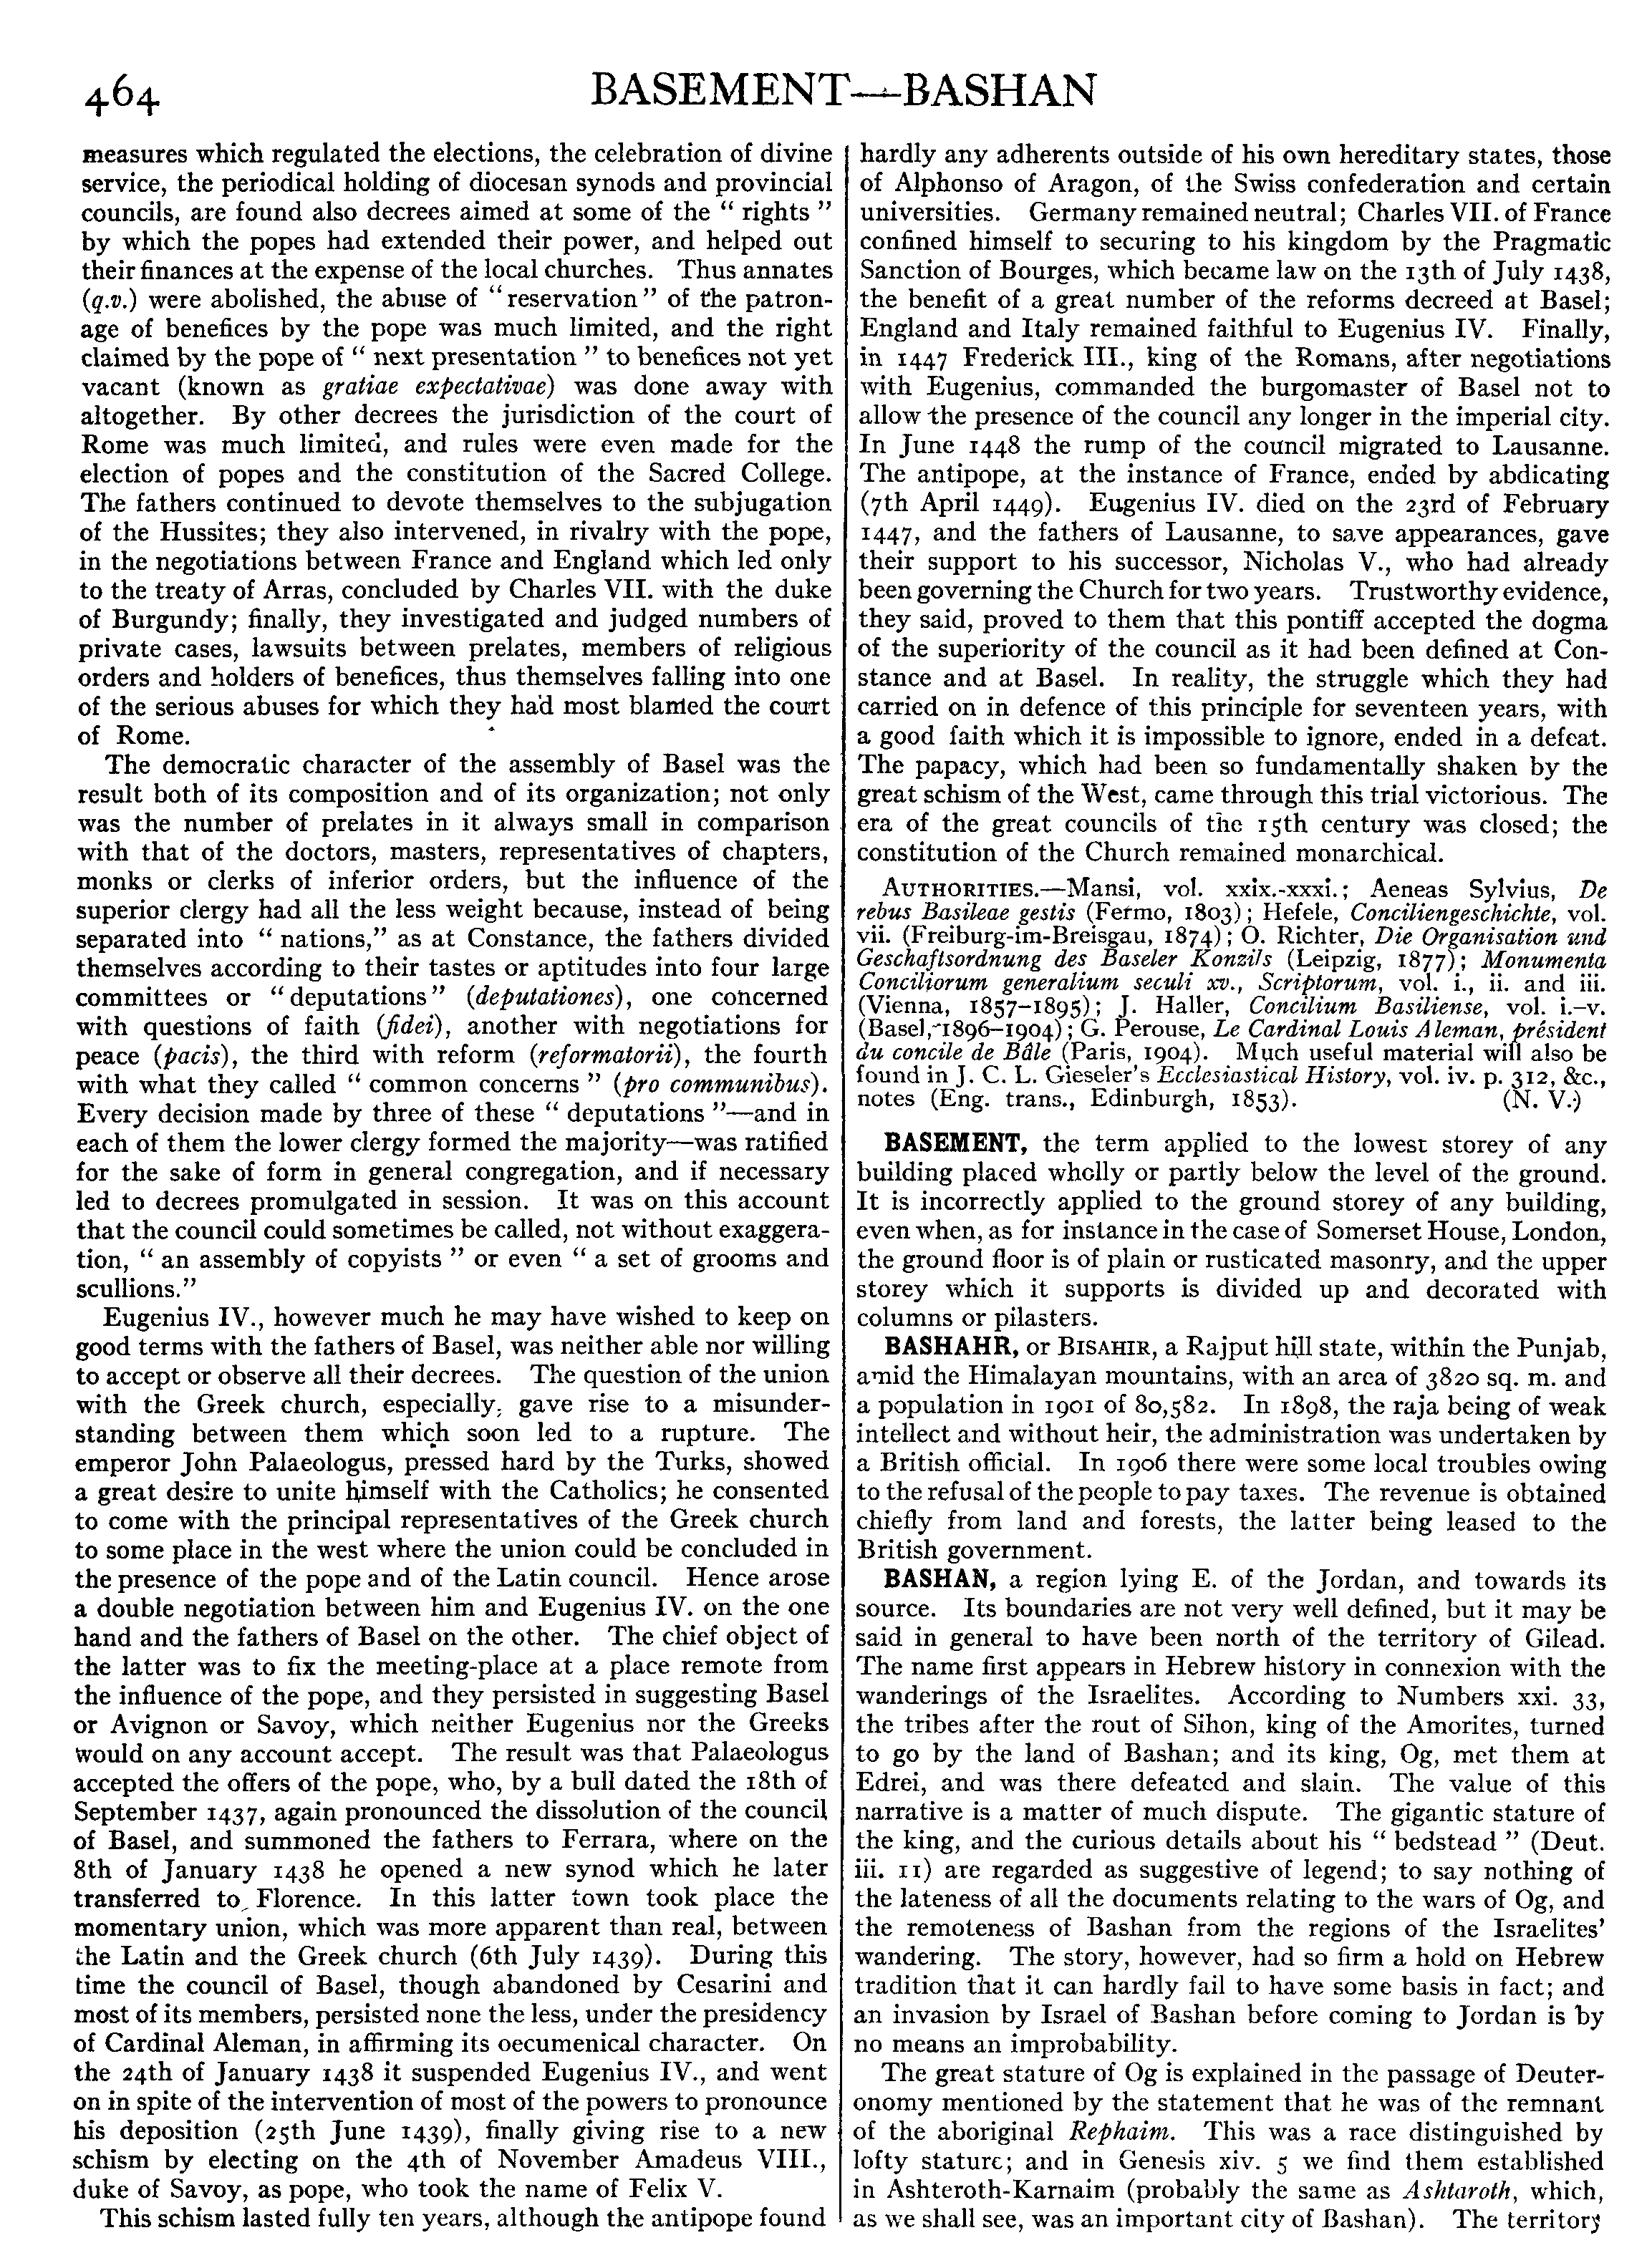 464
BASEMENT—BASHAN
measures which regulated the elections, the celebration of divine
service, the periodical holding of diocesan synods and provincial
councils, are found also decrees aimed at some of the “ rights ”
by which the popes had extended their power, and helped out
their finances at the expense of the local churches. Thus annates
(q.v.) were abolished, the abuse of “reservation” of the patron-
age of benefices by the pope was much limited, and the right
claimed by the pope of “ next presentation ” to benefices not yet
vacant (known as gratiae expectativae) was done away with
altogether. By other decrees the jurisdiction of the court of
Rome was much limited, and rules were even made for the
election of popes and the constitution of the Sacred College.
The fathers continued to devote themselves to the subjugation
of the Hussites; they also intervened, in rivalry with the pope,
in the negotiations between France and England which led only
to the treaty of Arras, concluded by Charles VII. with the duke
of Burgundy; finally, they investigated and judged numbers of
private cases, lawsuits between prelates, members of religious
orders and holders of benefices, thus themselves falling into one
of the serious abuses for which they had most blamed the court
of Rome.
The democratic character of the assembly of Basel was the
result both of its composition and of its organization; not only
was the number of prelates in it always small in comparison
with that of the doctors, masters, representatives of chapters,
monks or clerks of inferior orders, but the influence of the
superior clergy had all the less weight because, instead of being
separated into “ nations,” as at Constance, the fathers divided
themselves according to their tastes or aptitudes into four large
committees or “deputations” (deputationes), one concerned
with questions of faith (fidei), another with negotiations for
peace (pacis), the third with reform (reformatorii), the fourth
with what they called “ common concerns ” (pro communibus).
Every decision made by three of these “ deputations ”—and in
each of them the lower clergy formed the majority—was ratified
for the sake of form in general congregation, and if necessary
led to decrees promulgated in session. It was on this account
that the council could sometimes be called, not without exaggera-
tion, “ an assembly of copyists ” or even “ a set of grooms and
scullions.”
Eugenius IV., however much he may have wished to keep on
good terms with the fathers of Basel, was neither able nor willing
to accept or observe all their decrees. The question of the union
with the Greek church, especially, gave rise to a misunder-
standing between them which soon led to a rupture. The
emperor John Palaeologus, pressed hard by the Turks, showed
a great desire to unite himself with the Catholics; he consented
to come with the principal representatives of the Greek church
to some place in the west where the union could be concluded in
the presence of the pope and of the Latin council. Hence arose
a double negotiation between him and Eugenius IV. on the one
hand and the fathers of Basel on the other. The chief object of
the latter was to fix the meeting-place at a place remote from
the influence of the pope, and they persisted in suggesting Basel
or Avignon or Savoy, which neither Eugenius nor the Greeks
would on any account accept. The result was that Palaeologus
accepted the offers of the pope, who, by a bull dated the 18th of
September 1437, again pronounced the dissolution of the council
of Basel, and summoned the fathers to Ferrara, where on the
8th of January 1438 he opened a new synod which he later
transferred to Florence. In this latter town took place the
momentary union, which was more apparent than real, between
the Latin and the Greek church (6th July 1439). During this
time the council of Basel, though abandoned by Cesarini and
most of its members, persisted none the less, under the presidency
of Cardinal Aleman, in affirming its oecumenical character. On
the 24th of January 1438 it suspended Eugenius IV., and went
on in spite of the intervention of most of the powers to pronounce
his deposition (25th June 1439), finally giving rise to a new
schism by electing on the 4th of November Amadeus VIII.,
duke of Savoy, as pope, who took the name of Felix V.
This schism lasted fully ten years, although the antipope found
hardly any adherents outside of his own hereditary states, those
of Alphonso of Aragon, of the Swiss confederation and certain
universities. Germany remained neutral; Charles VII. of France
confined himself to securing to his kingdom by the Pragmatic
Sanction of Bourges, which became law on the 13th of July 1438,
the benefit of a great number of the reforms decreed at Basel;
England and Italy remained faithful to Eugenius IV. Finally,
in 1447 Frederick III., king of the Romans, after negotiations
with Eugenius, commanded the burgomaster of Basel not to
allow the presence of the council any longer in the imperial city.
In June 1448 the rump of the council migrated to Lausanne.
The antipope, at the instance of France, ended by abdicating
(7th April 1449). Eugenius IV. died on the 23rd of February
1447, and the fathers of Lausanne, to save appearances, gave
their support to his successor, Nicholas V., who had already
been governing the Church for two years. Trustworthy evidence,
they said, proved to them that this pontiff accepted the dogma
of the superiority of the council as it had been defined at Con-
stance and at Basel. In reality, the struggle which they had
carried on in defence of this principle for seventeen years, with
a good faith which it is impossible to ignore, ended in a defeat.
The papacy, which had been so fundamentally shaken by the
great schism of the West, came through this trial victorious. The
era of the great councils of the 15th century was closed; the
constitution of the Church remained monarchical.
AUTHORITIES.—Mansi, vol. xxix.-xxxi.; Aeneas Sylvius, De
rebus Basileae gestis (Fermo, 1803); Hefele, Conciliengeschichte, vol.
vii. (Freiburg-im-Breisgau, 1874); O. Richter, Die Organisation und
Geschaftsordnung des Baseler Konzils (Leipzig, 1877); Monumenta
Conciliorum generalium seculi xv., Scriptorum, vol. i., ii. and iii.
(Vienna, 1857–1895); J. Haller, Concilium Basiliense, vol. i.–v.
(Basel, 1896–1904); G. Perouse, Le Cardinal Louis Aleman, président
du concile de Bâle (Paris, 1904). Much useful material will also be
found in J. C. L. Gieseler’s Ecclesiastical History, vol. iv. p. 312, &c.,
notes (Eng. trans., Edinburgh, 1853). (N. V.)
BASEMENT, the term applied to the lowest storey of any
building placed wholly or partly below the level of the ground.
It is incorrectly applied to the ground storey of any building,
even when, as for instance in the case of Somerset House, London,
the ground floor is of plain or rusticated masonry, and the upper
storey which it supports is divided up and decorated with
columns or pilasters.
BASHAHR, or BISAHIR, a Rajput hill state, within the Punjab,
amid the Himalayan mountains, with an area of 3820 sq. m. and
a population in 1901 of 80,582. In 1898, the raja being of weak
intellect and without heir, the administration was undertaken by
a British official. In 1906 there were some local troubles owing
to the refusal of the people to pay taxes. The revenue is obtained
chiefly from land and forests, the latter being leased to the
British government.
BASHAN, a region lying E. of the Jordan, and towards its
source. Its boundaries are not very well defined, but it may be
said in general to have been north of the territory of Gilead.
The name first appears in Hebrew history in connexion with the
wanderings of the Israelites. According to Numbers xxi. 33,
the tribes after the rout of Sihon, king of the Amorites, turned
to go by the land of Bashan; and its king, Og, met them at
Edrei, and was there defeated and slain. The value of this
narrative is a matter of much dispute. The gigantic stature of
the king, and the curious details about his “ bedstead ” (Deut.
iii. 11) are regarded as suggestive of legend; to say nothing of
the lateness of all the documents relating to the wars of Og, and
the remoteness of Bashan from the regions of the Israelites’
wandering. The story, however, had so firm a hold on Hebrew
tradition that it can hardly fail to have some basis in fact; and
an invasion by Israel of Bashan before coming to Jordan is by
no means an improbability.
The great stature of Og is explained in the passage of Deuter-
onomy mentioned by the statement that he was of the remnant
of the aboriginal Rephaim. This was a race distinguished by
lofty stature; and in Genesis xiv. 5 we find them established
in Ashteroth-Karnaim (probably the same as Ashtaroth, which,
as we shall see, was an important city of Bashan). The territory